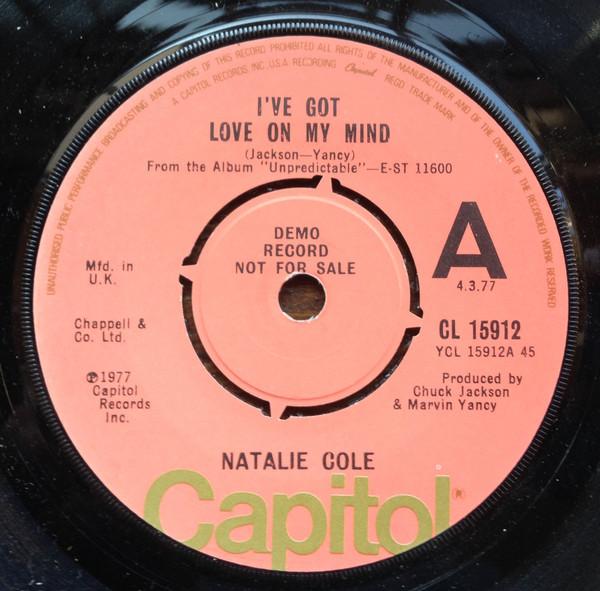 UNAUTHORISED PUBLIC PERFORMANCE BROADCASTING AND COPYING OF THIS RECORD PROHIBITED ALL RIGHTS OF THE MANUFACTURER AND OF THE OWNER OF THE RECORDED WORK RESERVED
A CAPITOL RECORDS INC. U.S.A RECORDING Capitol REGD TRADE MARK
I'VE GOT
LOVE ON MY MIND
(Jackson—Yancy)
From the Album "Unpredictable"—E-ST 11600
DEMO
RECORD
NOT FOR SALE
A
4.3.77
Mfd. in
U.K.
CL 15912
YCL 15912A 45
Chappell &
Co. Ltd.
℗1977
Capitol
Records
Inc.
Produced by
Chuck Jackson
& Marvin Yancy
NATALIE COLE
Capitol®